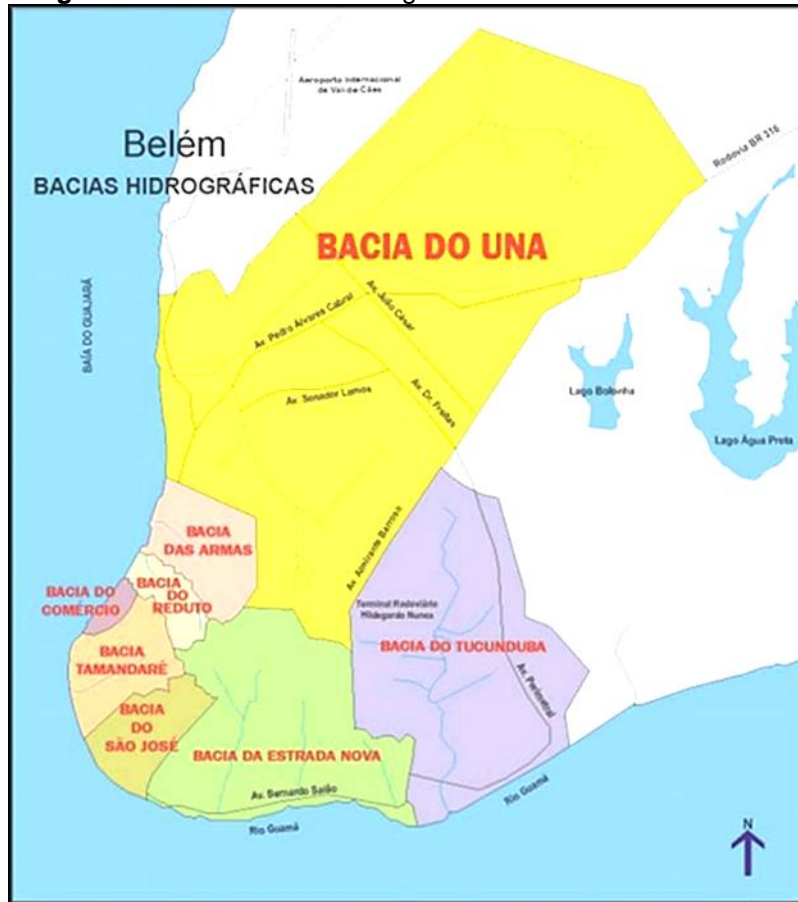 Aeroporto Internacional
de Val-de-Cães
Belém
BACIAS HIDROGRÁFICAS
Rodovia BR 316
BACIA DO UNA
BAÍA DO GUAJARÁ
Av. Pedro Alvares Cabral
Av. Júlio César
Av. Senador Lemos
Av. Dr. Freitas
Lago Bolonha
Lago Água Preta
BACIA
DAS ARMAS
Av. Almirante Barroso
BACIA
DO
REDUTO
BACIA DO
COMÉRCIO
Terminal Rodoviário
Hildegardo Nunes
BACIA DO TUCUNDUBA
BACIA
TAMANDARÉ
Av. Perimetral
BACIA
DO
SÃO JOSÉ
BACIA DA ESTRADA NOVA
Av. Bernardo Saião
Rio Guamá
Rio Guamá
N